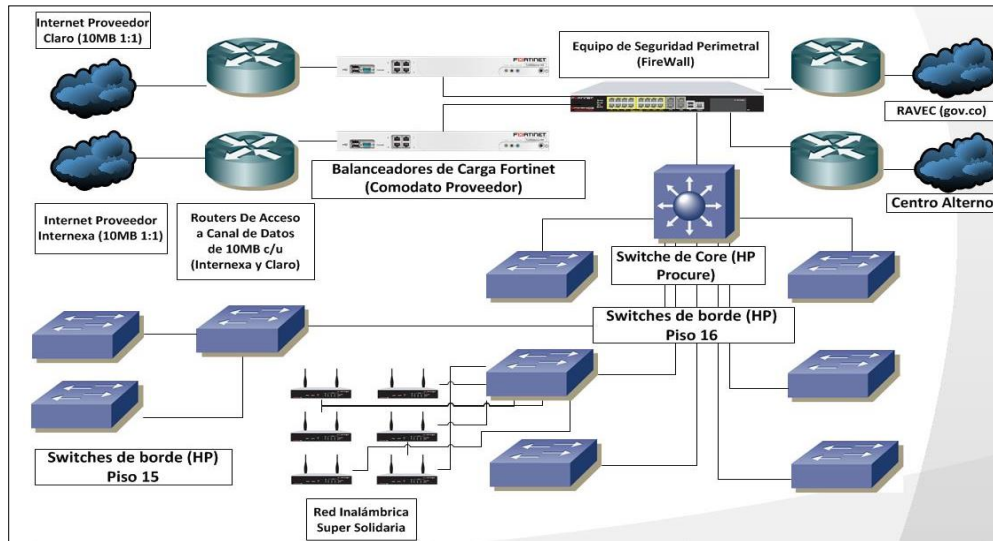 Internet Proveedor
Claro (10MB 1:1)
Equipo de Seguridad Perimetral
(FireWall)
FORTINET
RAVEC (gov.co)
FORTINET
Balanceadores de Carga Fortinet
(Comodato Proveedor)
Centro Alterno
Internet Proveedor
Internexa (10MB 1:1)
Routers De Acceso
a Canal de Datos
de 10MB c/u
(Internexa y Claro)
Switche de Core (HP
Procure)
Switches de borde (HP)
Piso 16
Switches de borde (HP)
Piso 15
Red Inalámbrica
Super Solidaria